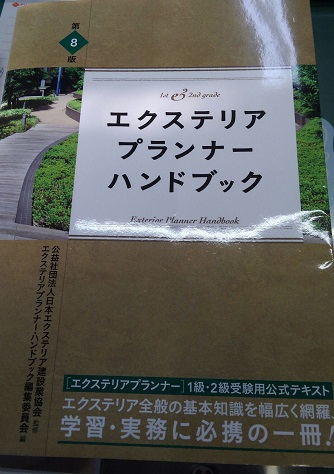 第8版
1st e2 2nd grade
エクステリア
プランナー
ハンドブック
Exterior Planner Handbook
公益社団法人日本エクステリア建設業協会 監修
エクステリアプランナーハンドブック編集委員会 編
［エクステリアプランナー］1級・2級受験用公式テキスト
エクステリア全般の基本知識を幅広く網羅、
学習・実務に必携の一冊！